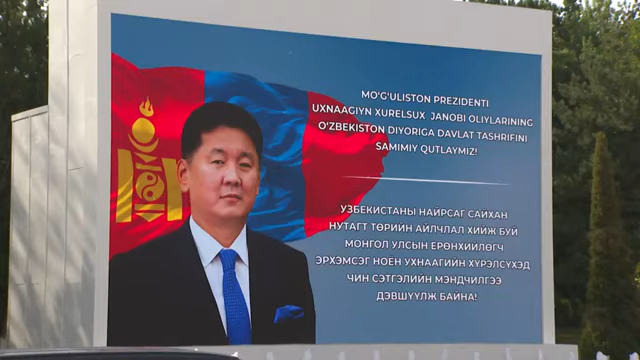 MO'G'ULISTON PREZIDENTI
UXNAAGIYN XURELSUX JANOBI OLIYLARINING
O'ZBEKISTON DIYORIGA DAVLAT TASHRIFINI
SAMIMIY QUTLAYMIZ!
УЗБЕКИСТАНЫ НАЙРСАГ САЙХАН
НУТАГТ ТӨРИЙН АЙЛЧЛАЛ ХИЙЖ БУЙ
МОНГОЛ УЛСЫН ЕРӨНХИЙЛӨГЧ
ЭРХЭМСЭГ НОЕН УХНААГИЙН ХҮРЭЛСҮХЭД
ЧИН СЭТГЭЛИЙН МЭНДЧИЛГЭЭ
ДЭВШҮҮЛЖ БАЙНА!